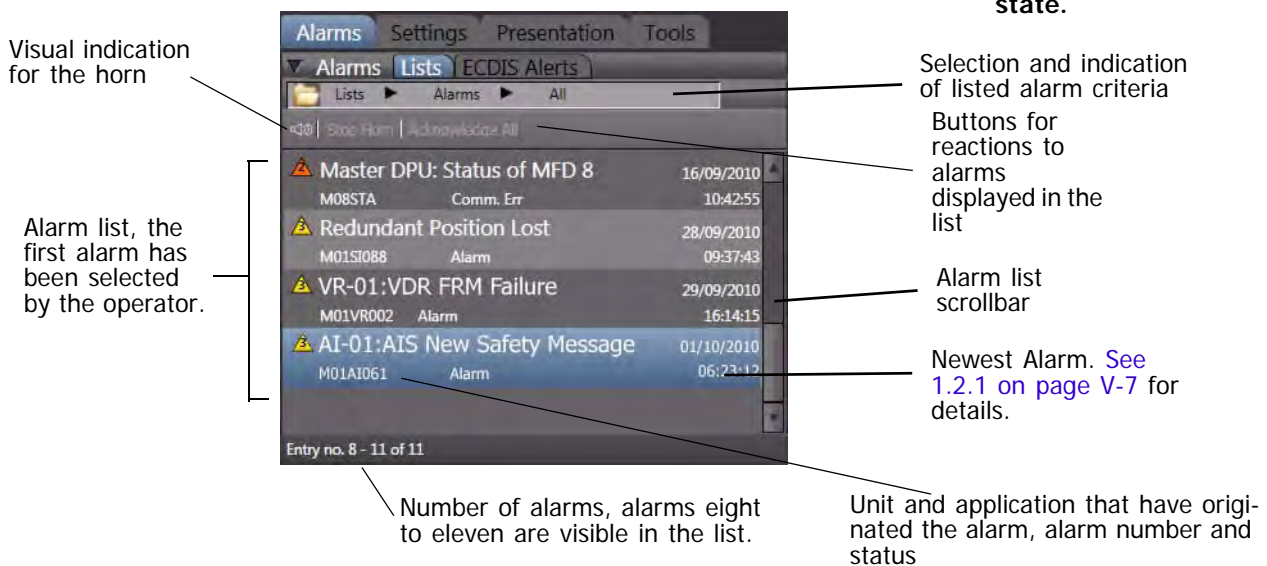 state.
Visual indication
for the horn
Alarms Settings Presentation Tools
Alarms Lists ECDIS Alerts
Lists Alarms All
Stop Horn Acknowledge All
Selection and indication
of listed alarm criteria
Buttons for
reactions to
alarms
displayed in the
list
Alarm list, the
first alarm has
been selected
by the operator.
2 Master DPU: Status of MFD 8 16/09/2010
M08STA Comm. Err 10:42:55
3 Redundant Position Lost 28/09/2010
M01SI088 Alarm 09:37:43
3 VR-01:VDR FRM Failure 29/09/2010
M01VR002 Alarm 16:14:15
3 AI-01:AIS New Safety Message 01/10/2010
M01AI061 Alarm 06:23:12
Entry no. 8 - 11 of 11
Alarm list
scrollbar
Newest Alarm. See
1.2.1 on page V-7 for
details.
Number of alarms, alarms eight
to eleven are visible in the list.
Unit and application that have origi-
nated the alarm, alarm number and
status